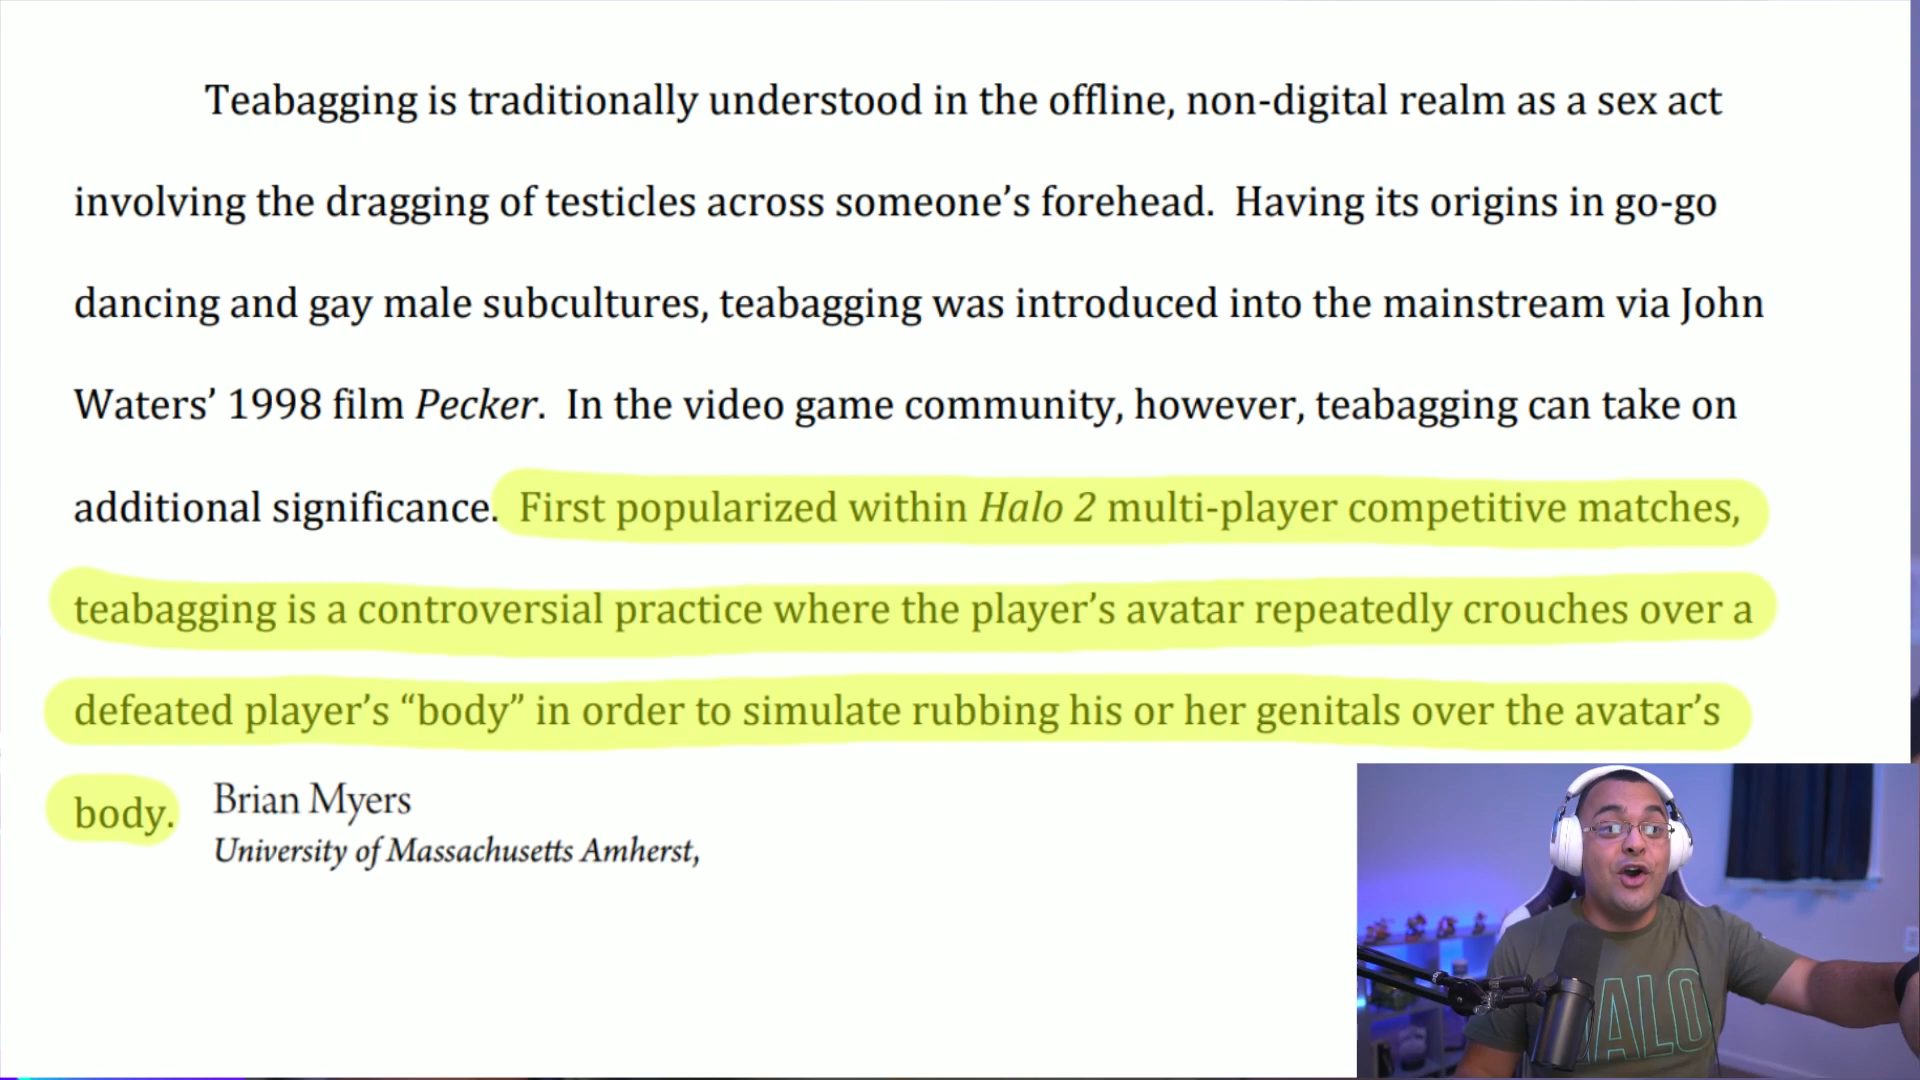 Teabagging is traditionally understood in the offline, non-digital realm as a sex act
involving the dragging of testicles across someone’s forehead.  Having its origins in go-go
dancing and gay male subcultures, teabagging was introduced into the mainstream via John
Waters’ 1998 film Pecker.  In the video game community, however, teabagging can take on
additional significance.  First popularized within Halo 2 multi-player competitive matches,
teabagging is a controversial practice where the player’s avatar repeatedly crouches over a
defeated player’s “body” in order to simulate rubbing his or her genitals over the avatar’s
body.
Brian Myers
University of Massachusetts Amherst,
ALO